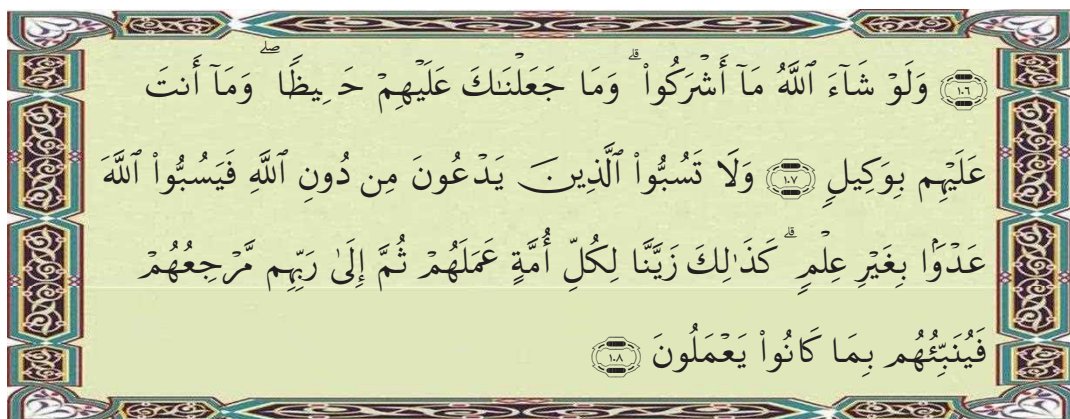 ﴿١٠٦﴾ وَلَوْ شَآءَ ٱللَّهُ مَآ أَشْرَكُوا۟ ۗ وَمَا جَعَلْنَـٰكَ عَلَيْهِمْ حَفِيظًا ۖ وَمَآ أَنتَ
عَلَيْهِم بِوَكِيلٍ ﴿١٠٧﴾ وَلَا تَسُبُّوا۟ ٱلَّذِينَ يَدْعُونَ مِن دُونِ ٱللَّهِ فَيَسُبُّوا۟ ٱللَّهَ
عَدْوًۢا بِغَيْرِ عِلْمٍ ۗ كَذَٰلِكَ زَيَّنَّا لِكُلِّ أُمَّةٍ عَمَلَهُمْ ثُمَّ إِلَىٰ رَبِّهِم مَّرْجِعُهُمْ
فَيُنَبِّئُهُم بِمَا كَانُوا۟ يَعْمَلُونَ ﴿١٠٨﴾